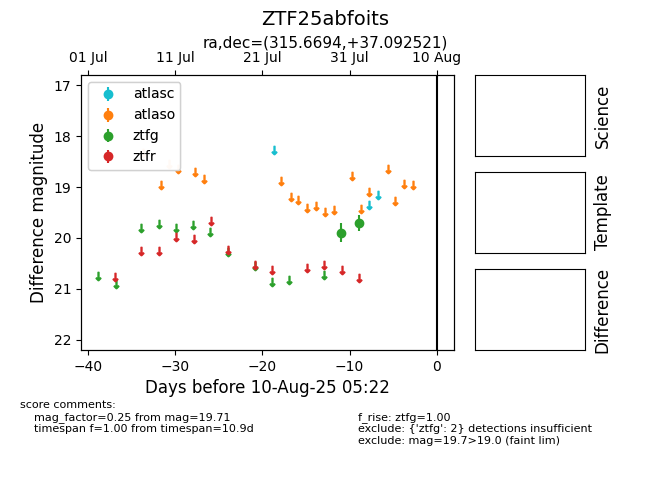 ZTF25abfoits
ra,dec=(315.6694,+37.092521)
01 Jul 11 Jul 21 Jul 31 Jul 10 Aug
17
18
19
20
21
22
Difference magnitude
atlasc
atlaso
ztfg
ztfr
−40 −30 −20 −10 0
Days before 10-Aug-25 05:22
Science
Template
Difference
score comments:
mag_factor=0.25 from mag=19.71
timespan f=1.00 from timespan=10.9d
f_rise: ztfg=1.00
exclude: {'ztfg': 2} detections insufficient
exclude: mag=19.7>19.0 (faint lim)